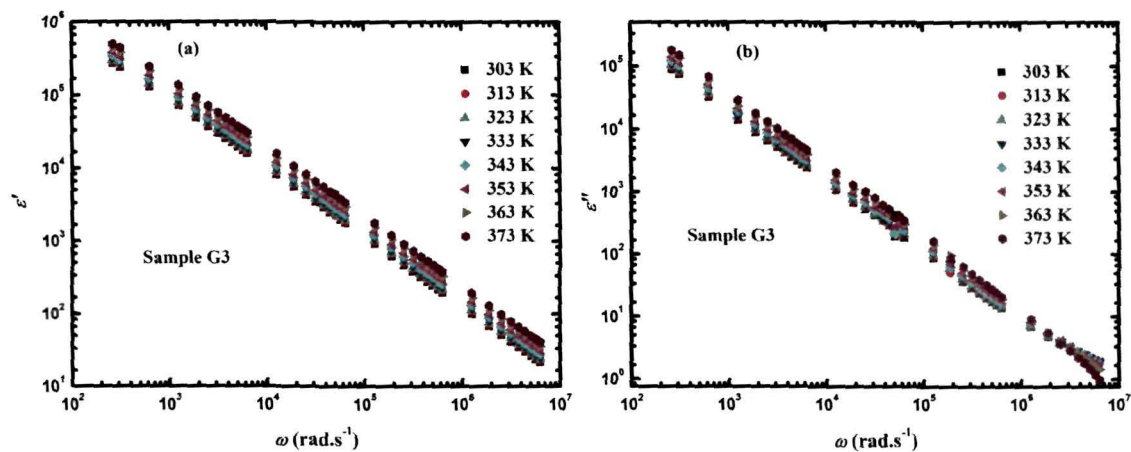 (a)
10^6
10^5
10^4
10^3
10^2
10^1
ε′
303 K
313 K
323 K
333 K
343 K
353 K
363 K
373 K
Sample G3
10^2 10^3 10^4 10^5 10^6 10^7
ω (rad.s^-1)
(b)
10^5
10^4
10^3
10^2
10^1
10^0
ε″
303 K
313 K
323 K
333 K
343 K
353 K
363 K
373 K
Sample G3
10^2 10^3 10^4 10^5 10^6 10^7
ω (rad.s^-1)